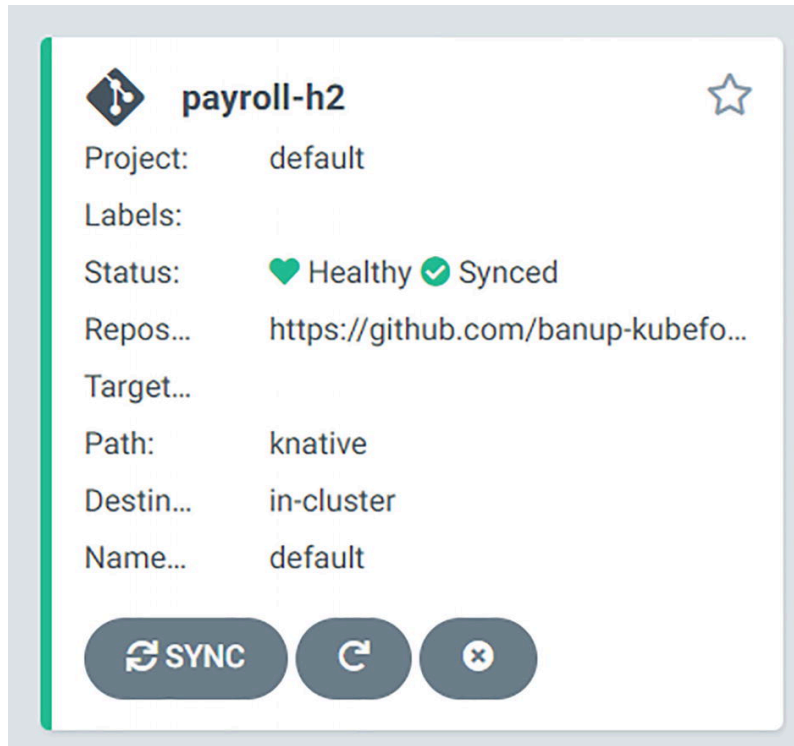 payroll-h2
Project: default
Labels:
Status: Healthy Synced
Repos... https://github.com/banup-kubefo...
Target...
Path: knative
Destin... in-cluster
Name... default
SYNC